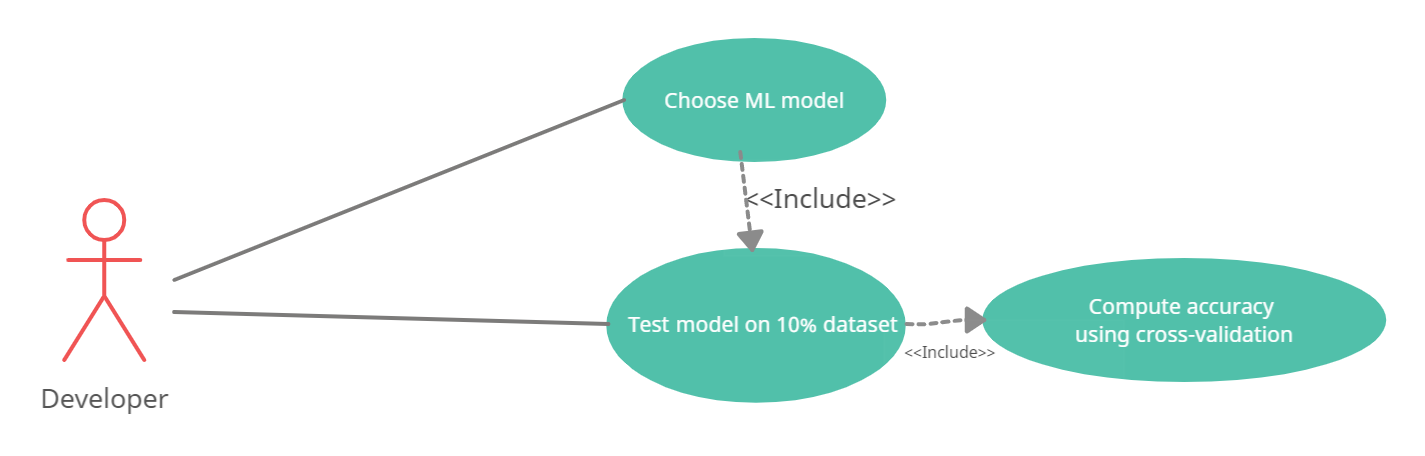 Choose ML model
<<Include>>
Test model on 10% dataset
Compute accuracy
using cross-validation
<<Include>>
Developer